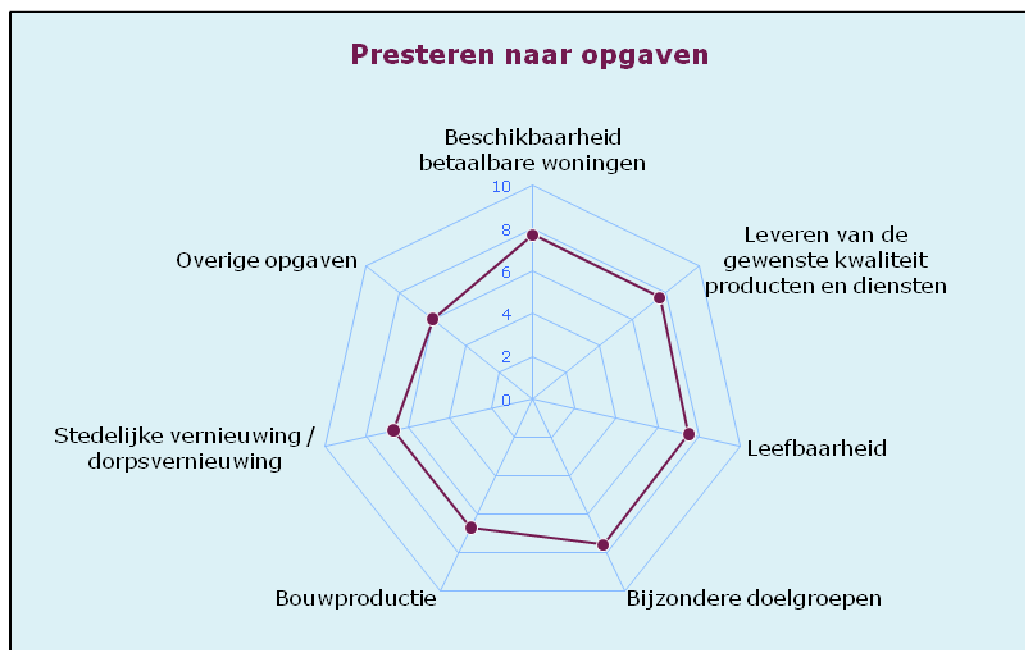 Presteren naar opgaven
Beschikbaarheid
betaalbare woningen
10
8
6
4
2
0
Leveren van de
gewenste kwaliteit
producten en diensten
Leefbaarheid
Bijzondere doelgroepen
Bouwproductie
Stedelijke vernieuwing /
dorpsvernieuwing
Overige opgaven